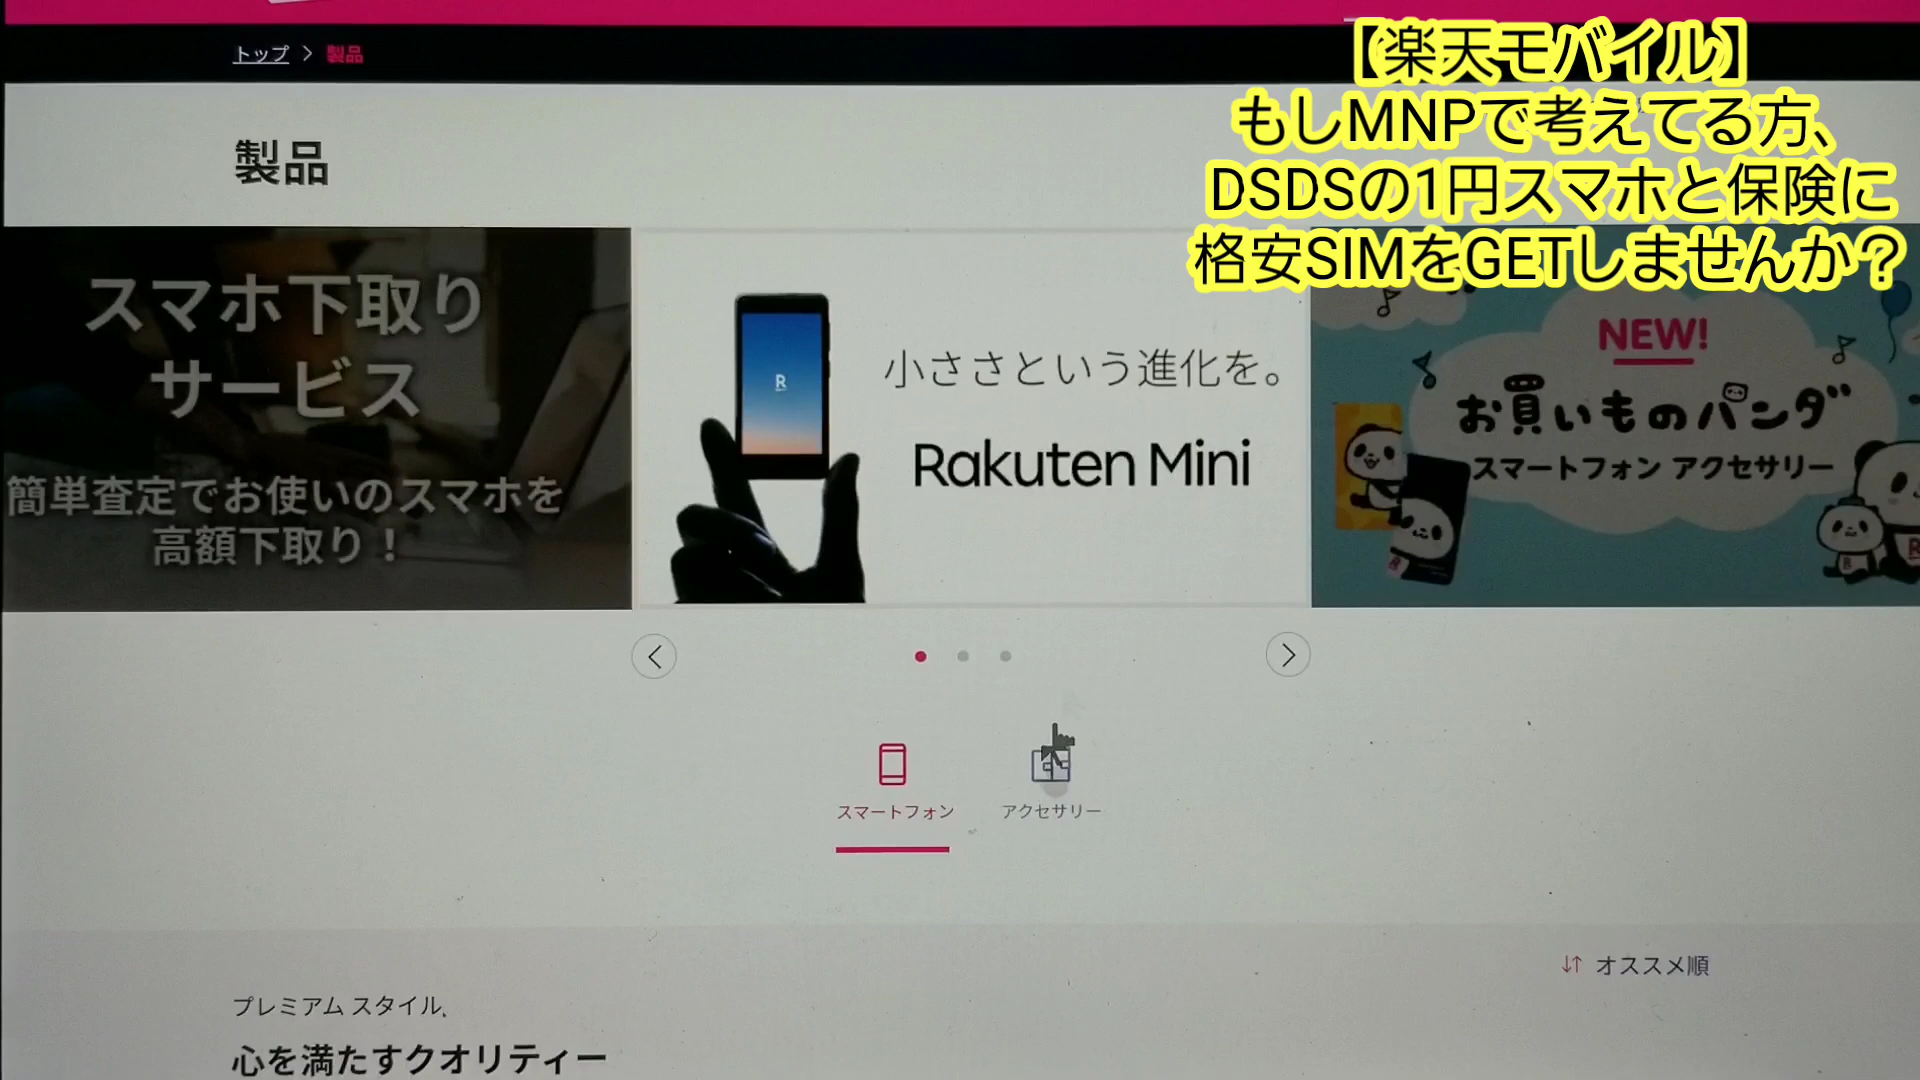 トップ > 製品
【楽天モバイル】
もしMNPで考えてる方、
DSDSの1円スマホと保険に
格安SIMをGETしませんか？
製品
スマホ下取り
サービス
簡単査定でお使いのスマホを
高額下取り！
R
小ささという進化を。
Rakuten Mini
NEW!
お買いものパンダ
スマートフォン アクセサリー
スマートフォン
アクセサリー
オススメ順
プレミアム スタイル、
心を満たすクオリティー